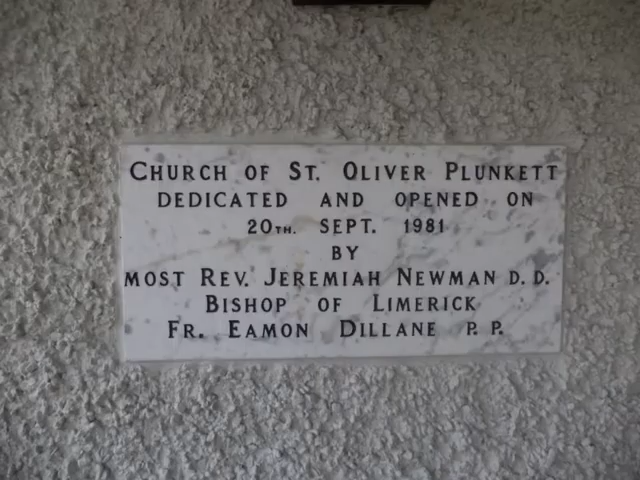 CHURCH OF ST. OLIVER PLUNKETT
DEDICATED AND OPENED ON
20TH. SEPT. 1981
BY
MOST REV. JEREMIAH NEWMAN D.D.
BISHOP OF LIMERICK
FR. EAMON DILLANE P.P.